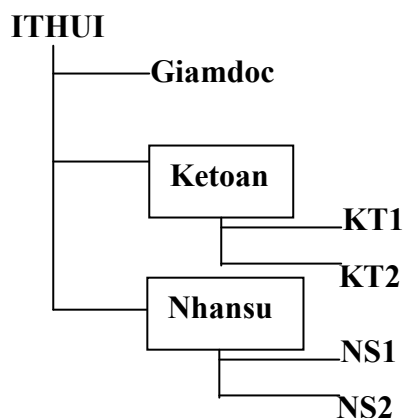 ITHUI
Giamdoc
Ketoan
KT1
KT2
Nhansu
NS1
NS2